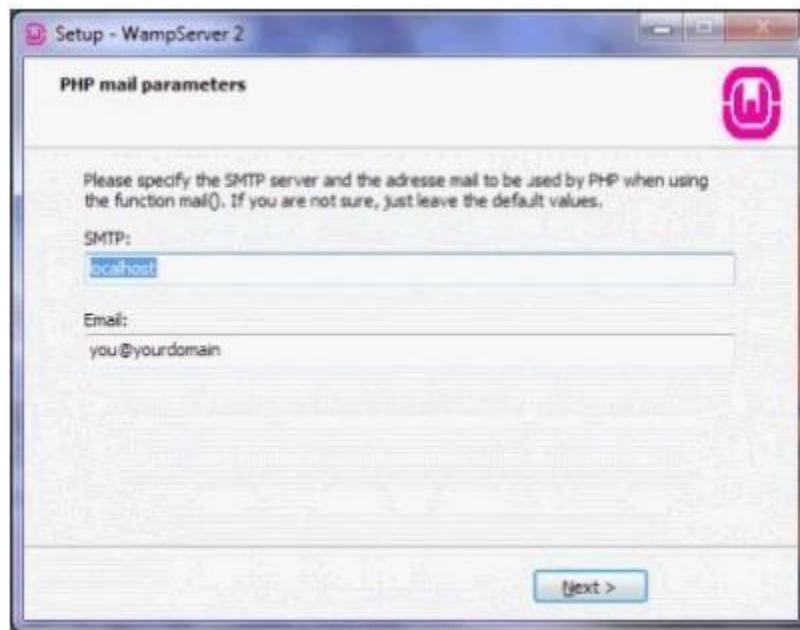 Setup - WampServer 2
PHP mail parameters
Please specify the SMTP server and the adresse mail to be used by PHP when using
the function mail(). If you are not sure, just leave the default values.
SMTP:
localhost
Email:
you@yourdomain
Next >